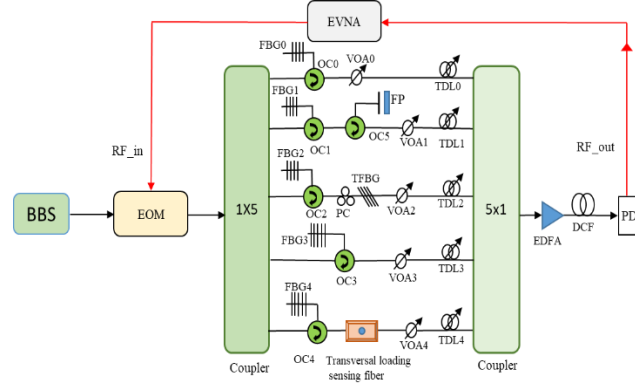 EVNA
FBG0
OC0
VOA0
TDL0
FBG1
OC1
OC5
FP
VOA1
TDL1
RF_in
RF_out
FBG2
OC2
PC
TFBG
VOA2
TDL2
BBS
EOM
1X5
5x1
EDFA
DCF
PD
FBG3
OC3
VOA3
TDL3
FBG4
OC4
Transversal loading
sensing fiber
VOA4
TDL4
Coupler
Coupler